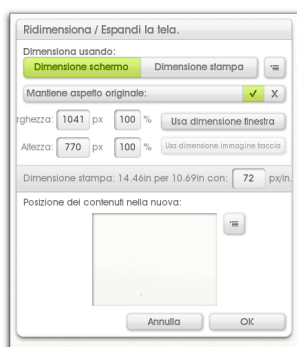 Ridimensiona / Espandi la tela.
Dimensiona usando:
Dimensione schermo Dimensione stampa
Mantiene aspetto originale: X
rghezza: 1041 px 100 % Usa dimensione finestra
Altezza: 770 px 100 % Usa dimensione immagine traccia
Dimensione stampa: 14.46in per 10.69in con: 72 px/in.
Posizione dei contenuti nella nuova:
Annulla OK